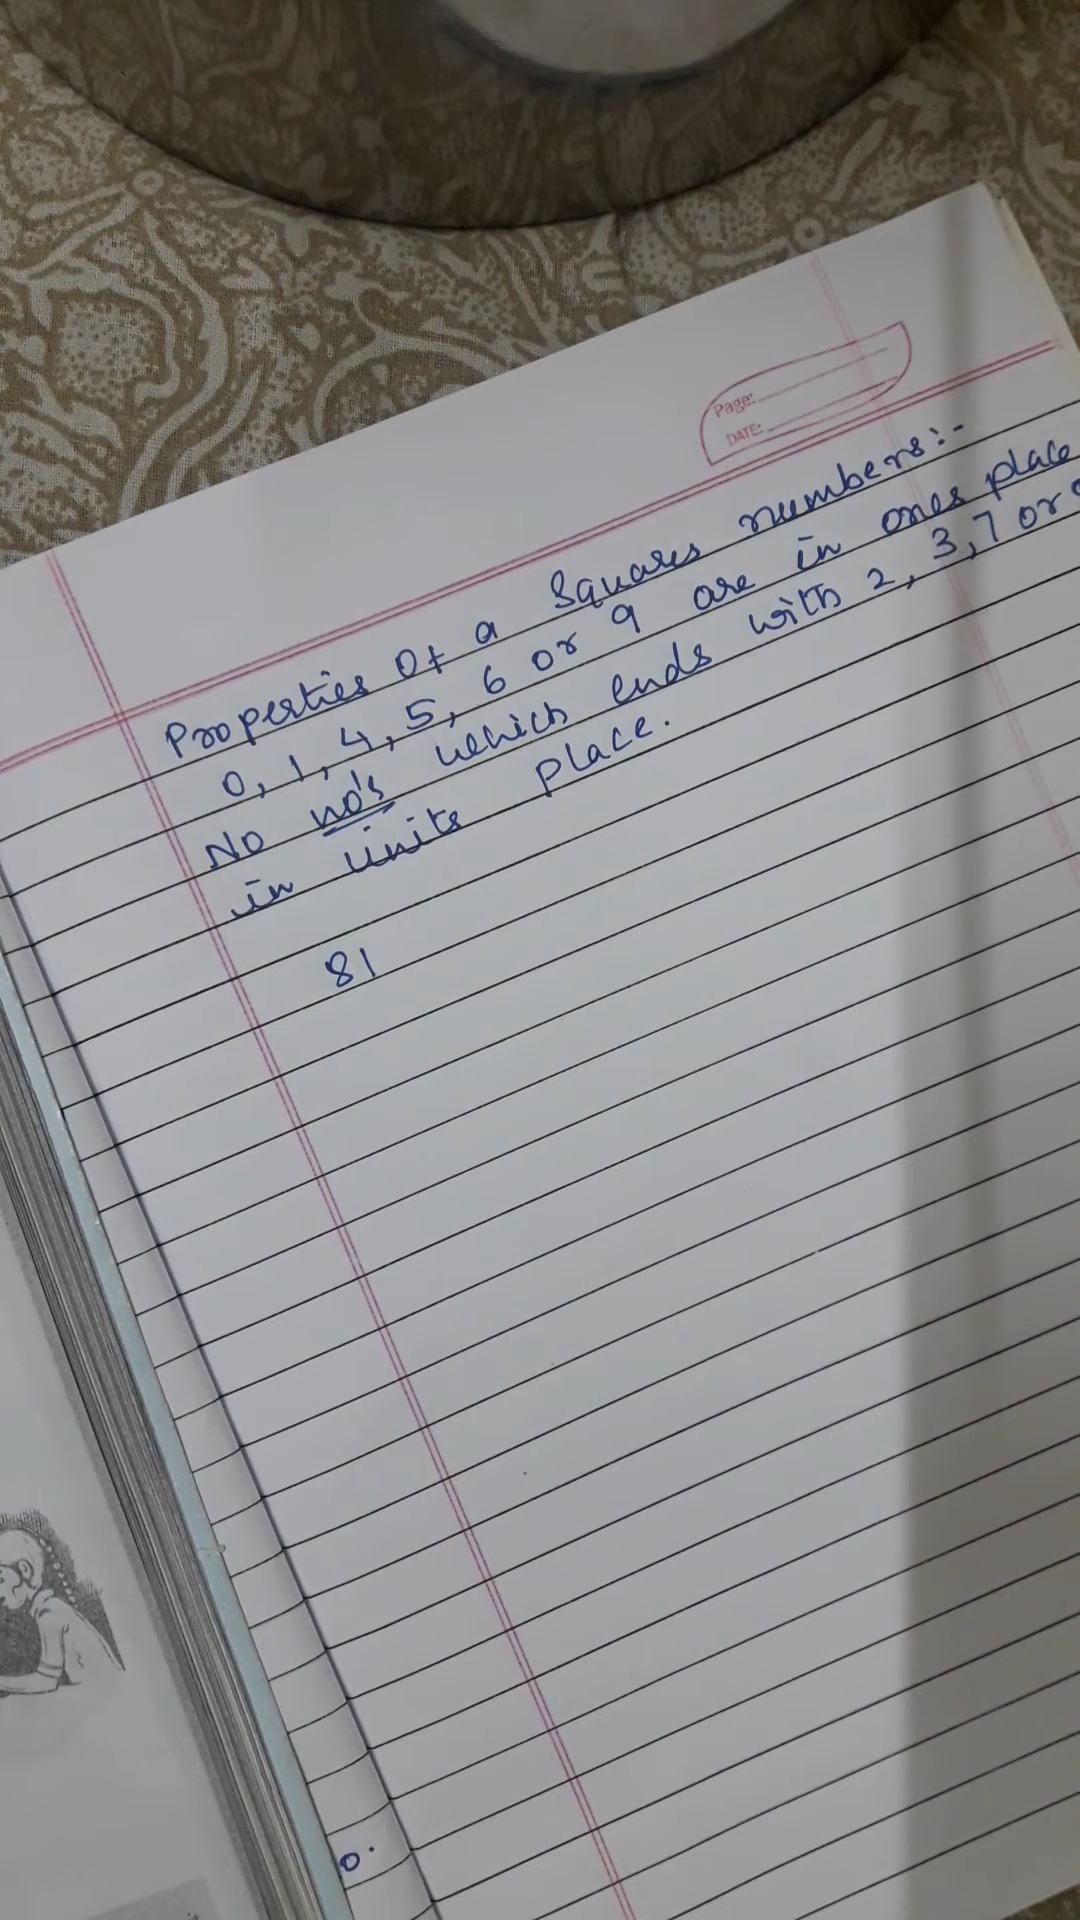 Page:
DATE:
Properties Of a Squares numbers:-
0, 1, 4, 5, 6 or 9 are in ones place
No no's which ends with 2, 3, 7 or
in units place.
81
0.